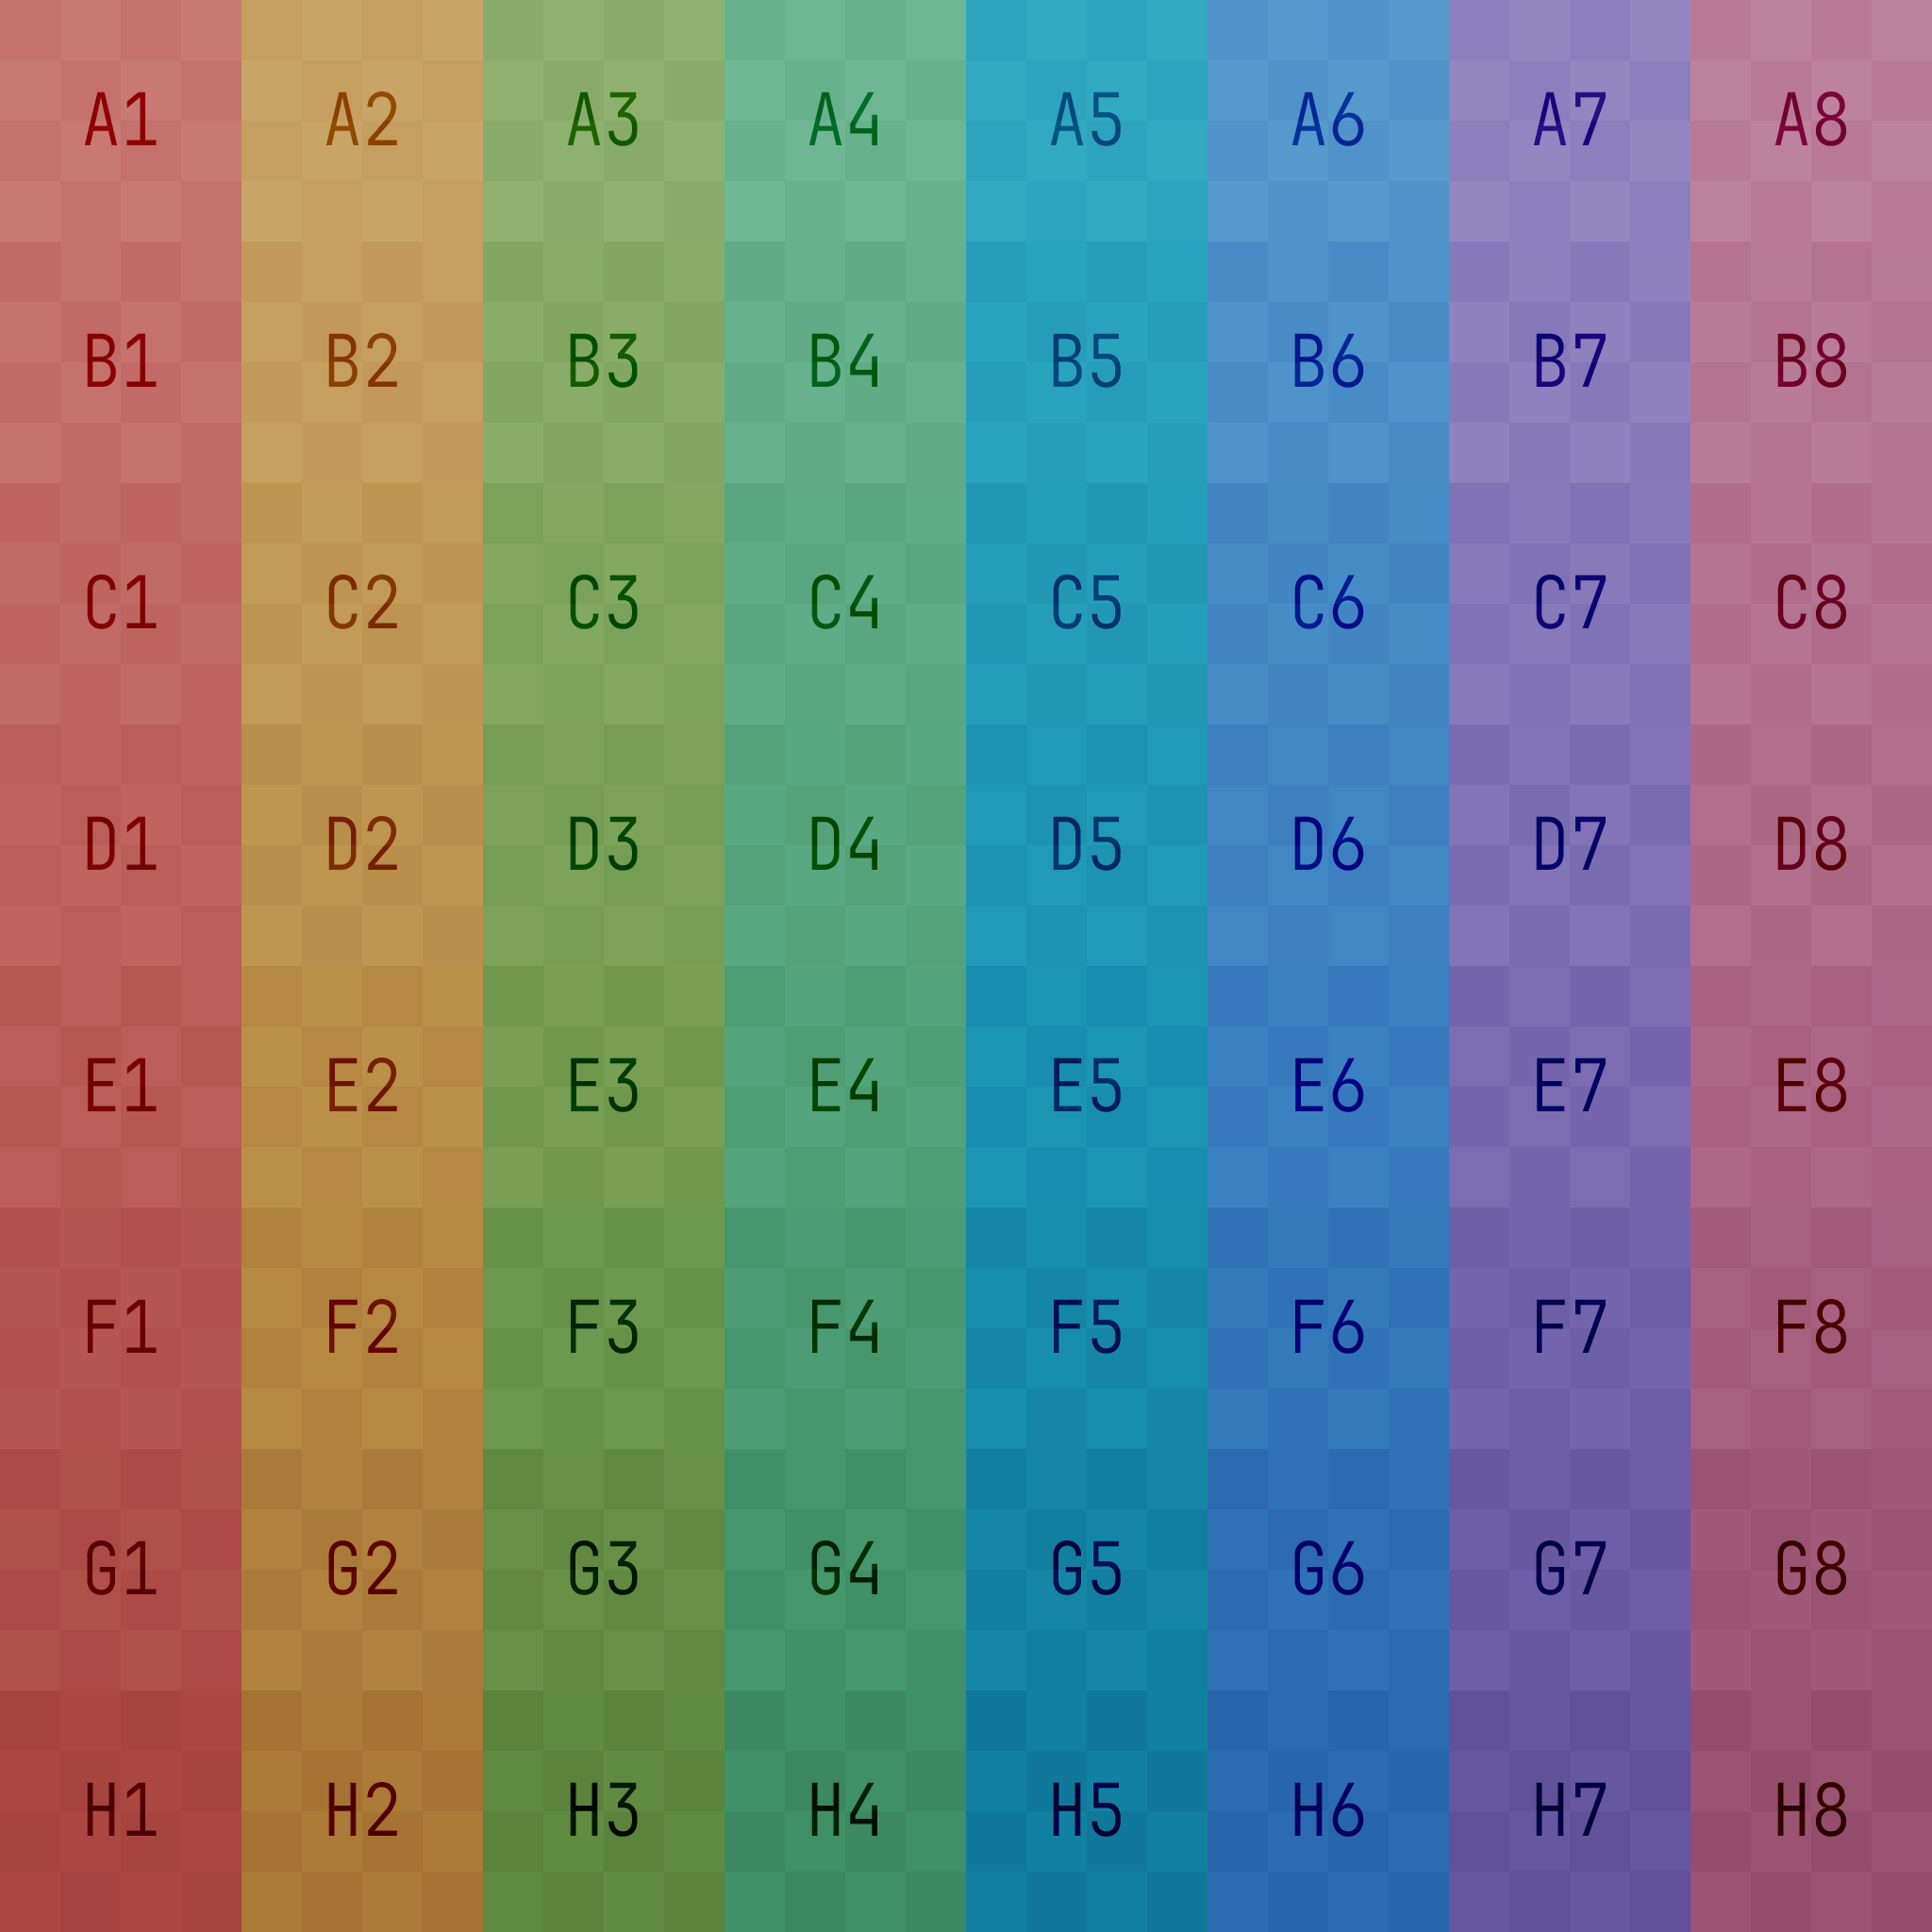 A1 A2 A3 A4 A5 A6 A7 A8
B1 B2 B3 B4 B5 B6 B7 B8
C1 C2 C3 C4 C5 C6 C7 C8
D1 D2 D3 D4 D5 D6 D7 D8
E1 E2 E3 E4 E5 E6 E7 E8
F1 F2 F3 F4 F5 F6 F7 F8
G1 G2 G3 G4 G5 G6 G7 G8
H1 H2 H3 H4 H5 H6 H7 H8